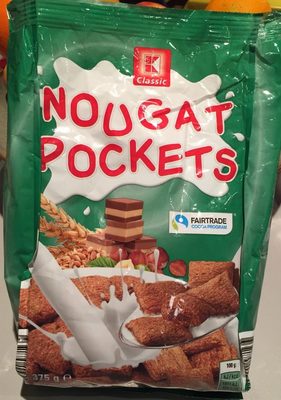 K
Classic
NOUGAT
POCKETS
FAIRTRADE
COCOA PROGRAM
375 g e
100 g